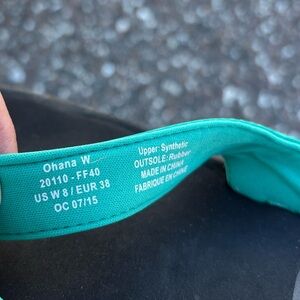 Ohana W
20110 - FF40
US W 8 / EUR 38
OC 07/15
Upper: Synthetic
OUTSOLE: Rubber
MADE IN CHINA
FABRIQUE EN CHINE